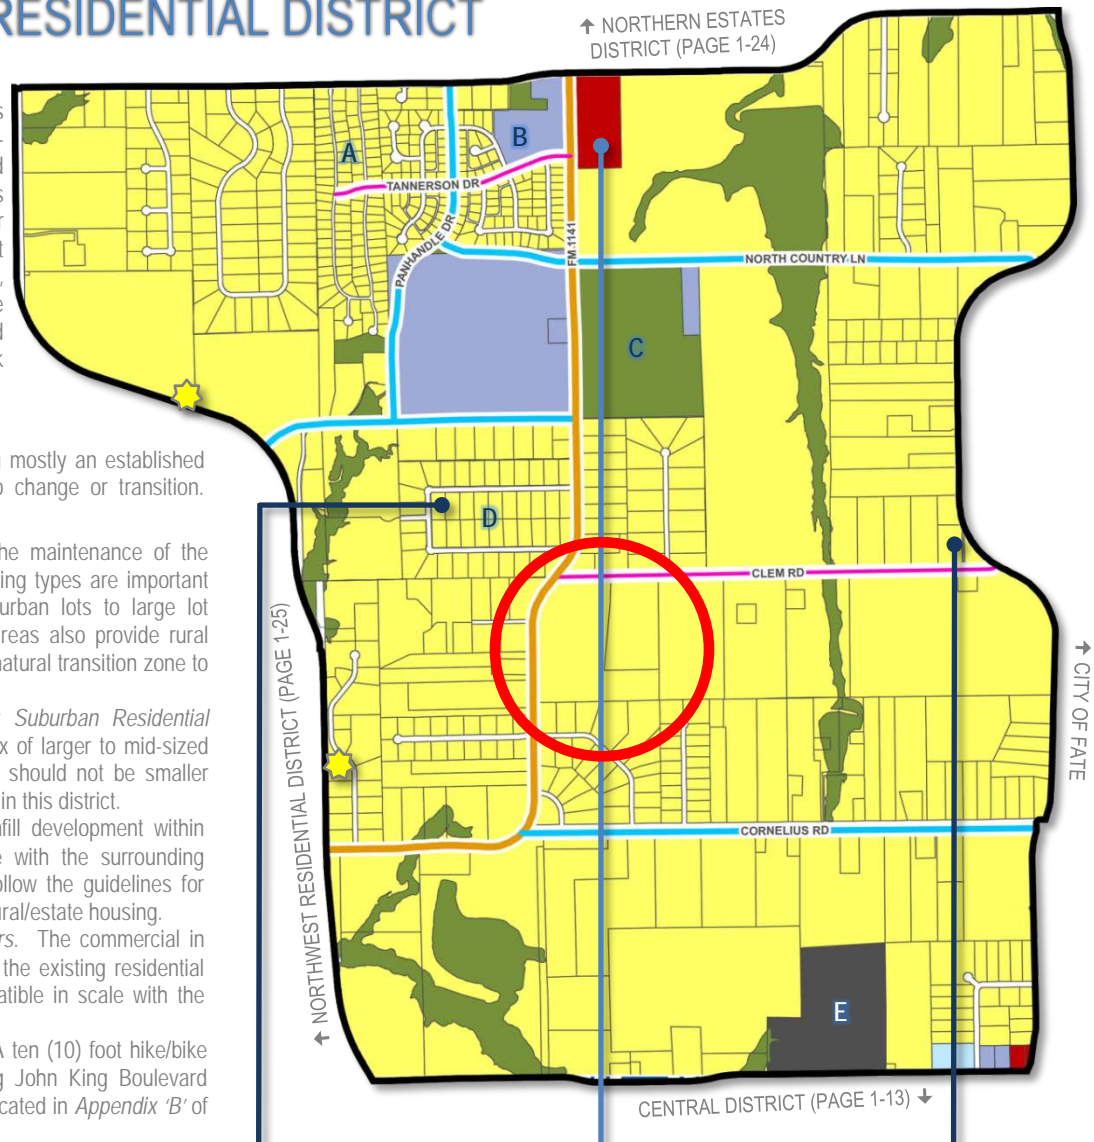 RESIDENTIAL DISTRICT
↑ NORTHERN ESTATES
DISTRICT (PAGE 1-24)
g mostly an established
o change or transition.
he maintenance of the
ing types are important
urban lots to large lot
reas also provide rural
natural transition zone to
Suburban Residential
x of larger to mid-sized
should not be smaller
in this district.
nfill development within
e with the surrounding
ollow the guidelines for
ural/estate housing.
rs. The commercial in
the existing residential
atible in scale with the
A ten (10) foot hike/bike
g John King Boulevard
cated in Appendix ‘B’ of
A
B
TANNERSON DR
PANHANDLE DR
FM.1141
NORTH COUNTRY LN
C
D
CLEM RD
← NORTHWEST RESIDENTIAL DISTRICT (PAGE 1-25)
→ CITY OF FATE
CORNELIUS RD
E
CENTRAL DISTRICT (PAGE 1-13) ↓